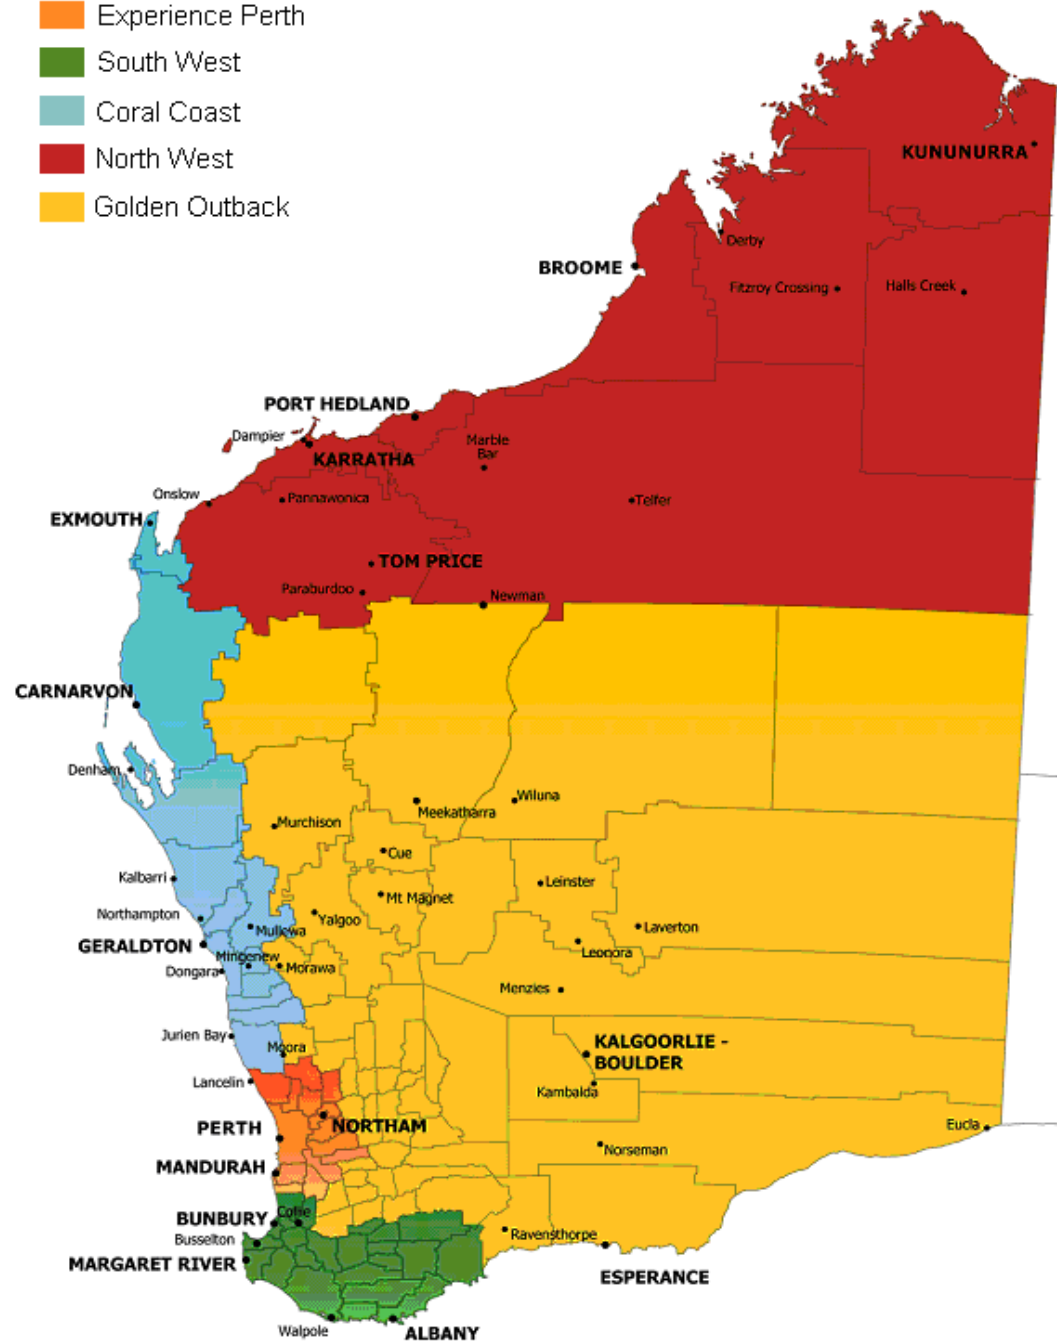 Experience Perth
South West
Coral Coast
North West
Golden Outback
KUNUNURRA
Derby
BROOME
Fitzroy Crossing
Halls Creek
PORT HEDLAND
Dampier
KARRATHA
Marble
Bar
Onslow
Pannawonica
Telfer
EXMOUTH
TOM PRICE
Paraburdoo
Newman
CARNARVON
Denham
Wiluna
Meekatharra
Murchison
Cue
Kalbarri
Leinster
Mt Magnet
Northampton
Yalgoo
Mullewa
Laverton
GERALDTON
Leonora
Mingenew
Dongara
Morawa
Menzies
Jurien Bay
Moora
KALGOORLIE -
BOULDER
Lancelin
Kambalda
PERTH
NORTHAM
Eucla
Norseman
MANDURAH
Collie
BUNBURY
Busselton
Ravensthorpe
MARGARET RIVER
ESPERANCE
Walpole
ALBANY